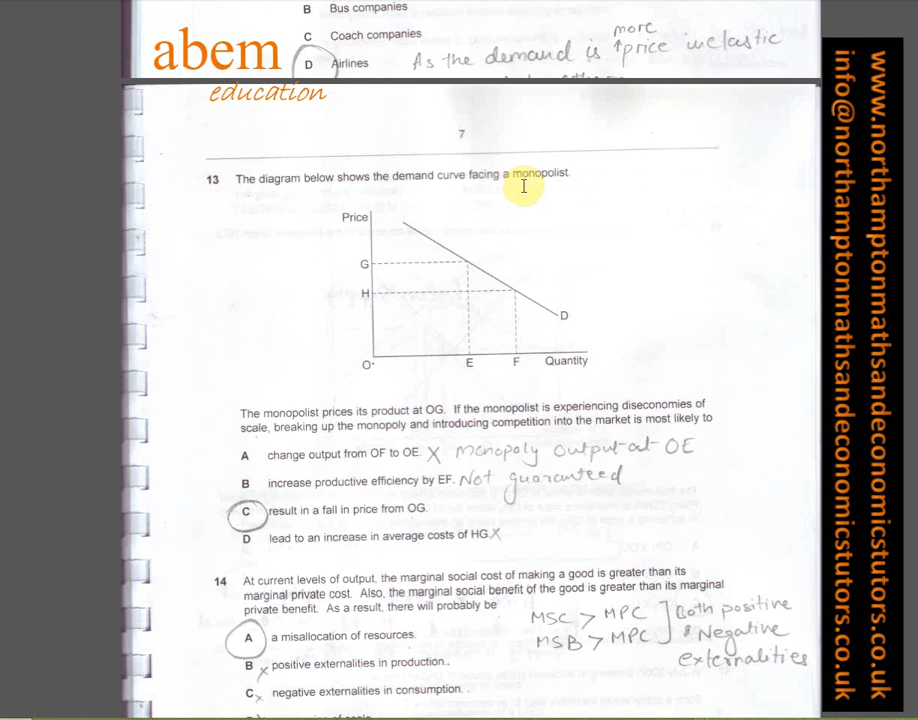 B Bus companies
C Coach companies
D Airlines
more
As the demand is ↑price inelastic
abem
education
7
13 The diagram below shows the demand curve facing a monopolist.
Price
G
H
D
O
E
F
Quantity
The monopolist prices its product at OG. If the monopolist is experiencing diseconomies of
scale, breaking up the monopoly and introducing competition into the market is most likely to
A change output from OF to OE. X Monopoly output at OE
B increase productive efficiency by EF. Not guaranteed
C result in a fall in price from OG.
D lead to an increase in average costs of HG. X
14 At current levels of output, the marginal social cost of making a good is greater than its
marginal private cost. Also, the marginal social benefit of the good is greater than its marginal
private benefit. As a result, there will probably be
MSC > MPC ] Both positive
A a misallocation of resources.
MSB > MPC & Negative
externalities
B x positive externalities in production..
C x negative externalities in consumption. .
www.northamptonmathsandeconomicstutors.co.uk
info@northamptonmathsandeconomicstutors.co.uk